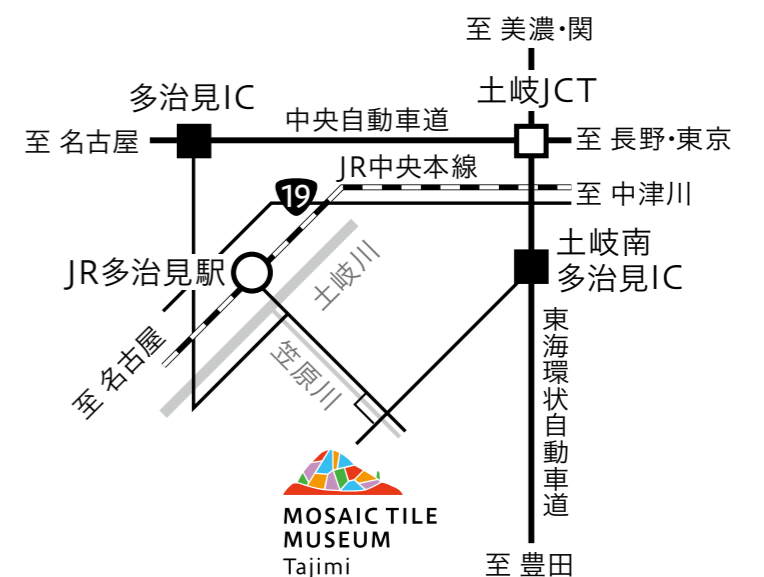 至 美濃・関
多治見IC
土岐JCT
中央自動車道
至 名古屋
至 長野・東京
JR中央本線
19
至 中津川
土岐南
多治見IC
JR多治見駅
土岐川
至 名古屋
笠原川
東海環状自動車道
MOSAIC TILE
MUSEUM
Tajimi
至 豊田